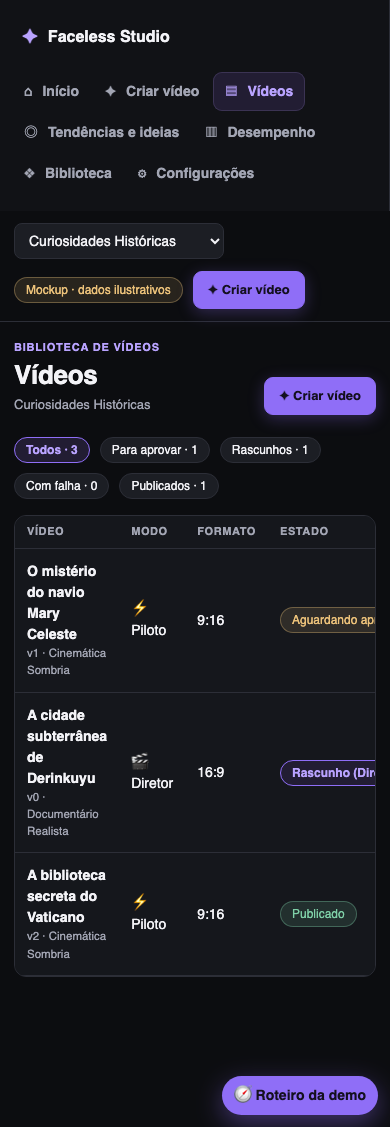 Faceless Studio
Início
Criar vídeo
Vídeos
Tendências e ideias
Desempenho
Biblioteca
Configurações
Curiosidades Históricas
Mockup · dados ilustrativos
Criar vídeo
BIBLIOTECA DE VÍDEOS
Vídeos
Curiosidades Históricas
Criar vídeo
Todos · 3
Para aprovar · 1
Rascunhos · 1
Com falha · 0
Publicados · 1
VÍDEO MODO FORMATO ESTADO
O mistério
do navio
Mary
Celeste
v1 · Cinemática
Sombria
Piloto
9:16
Aguardando
A cidade
subterrânea
de
Derinkuyu
v0 ·
Documentário
Realista
Diretor
16:9
Rascunho
A biblioteca
secreta do
Vaticano
v2 · Cinemática
Sombria
Piloto
9:16
Publicado
Roteiro da demo